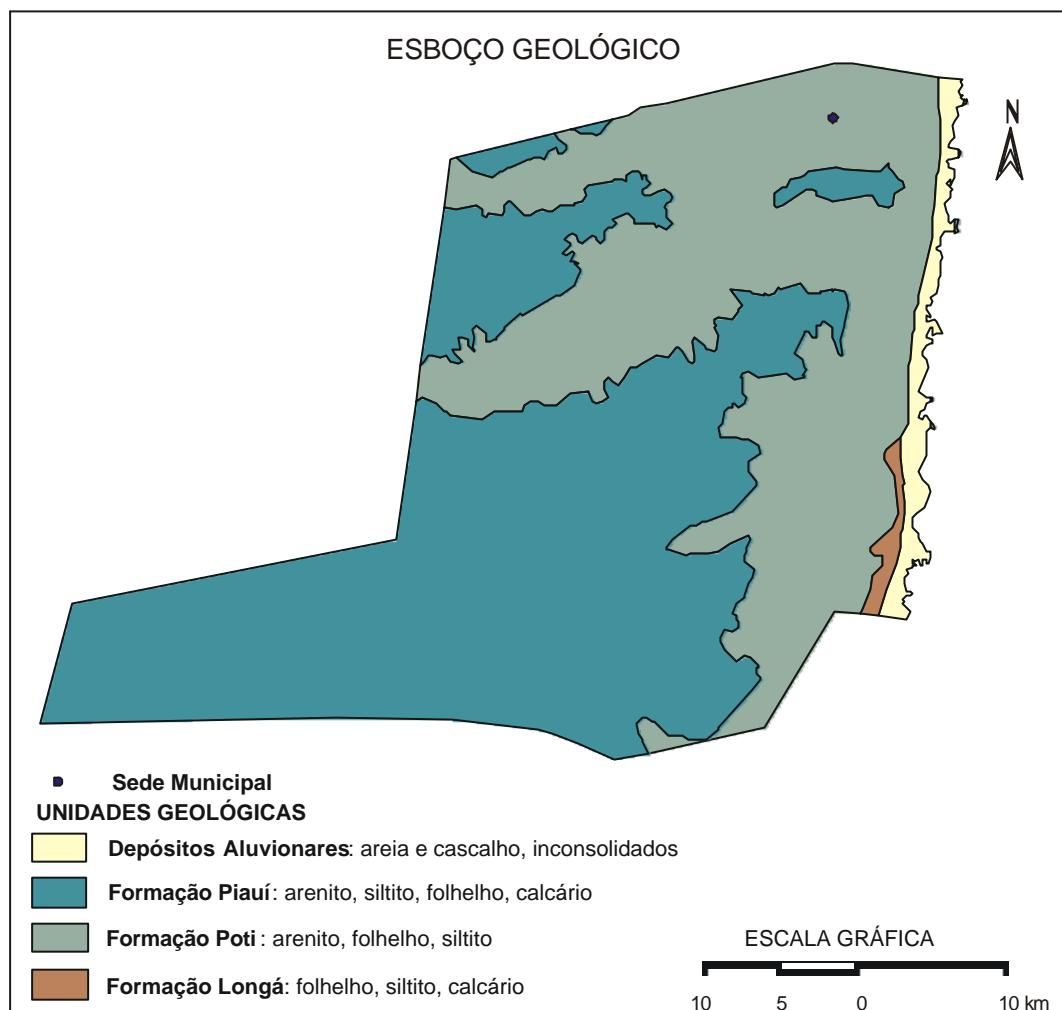 ESBOÇO GEOLÓGICO
N
Sede Municipal
UNIDADES GEOLÓGICAS
Depósitos Aluvionares: areia e cascalho, inconsolidados
Formação Piauí: arenito, siltito, folhelho, calcário
Formação Poti : arenito, folhelho, siltito
Formação Longá: folhelho, siltito, calcário
ESCALA GRÁFICA
10 5 0 10 km